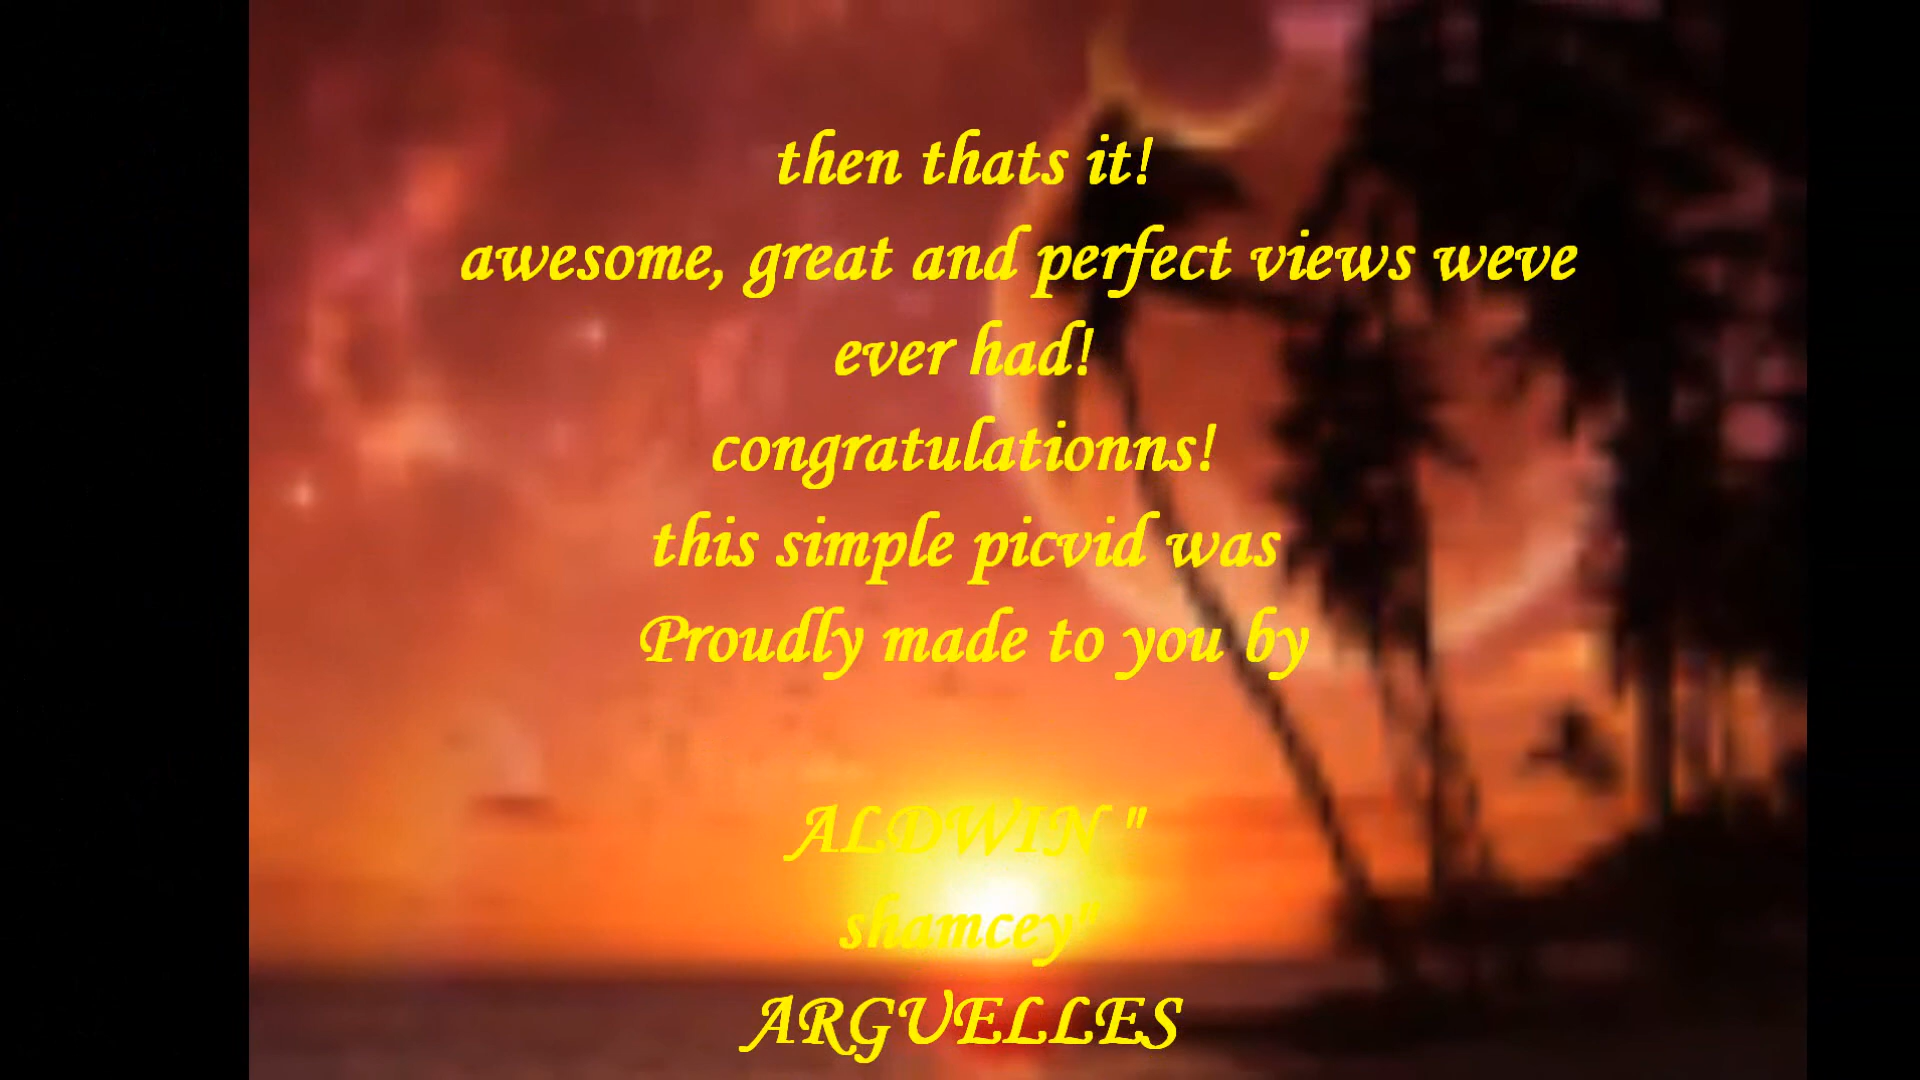 then thats it!
awesome, great and perfect views weve
ever had!
congratulationns!
this simple picvid was
Proudly made to you by
ALDWIN "
shamcey"
ARGUELLES